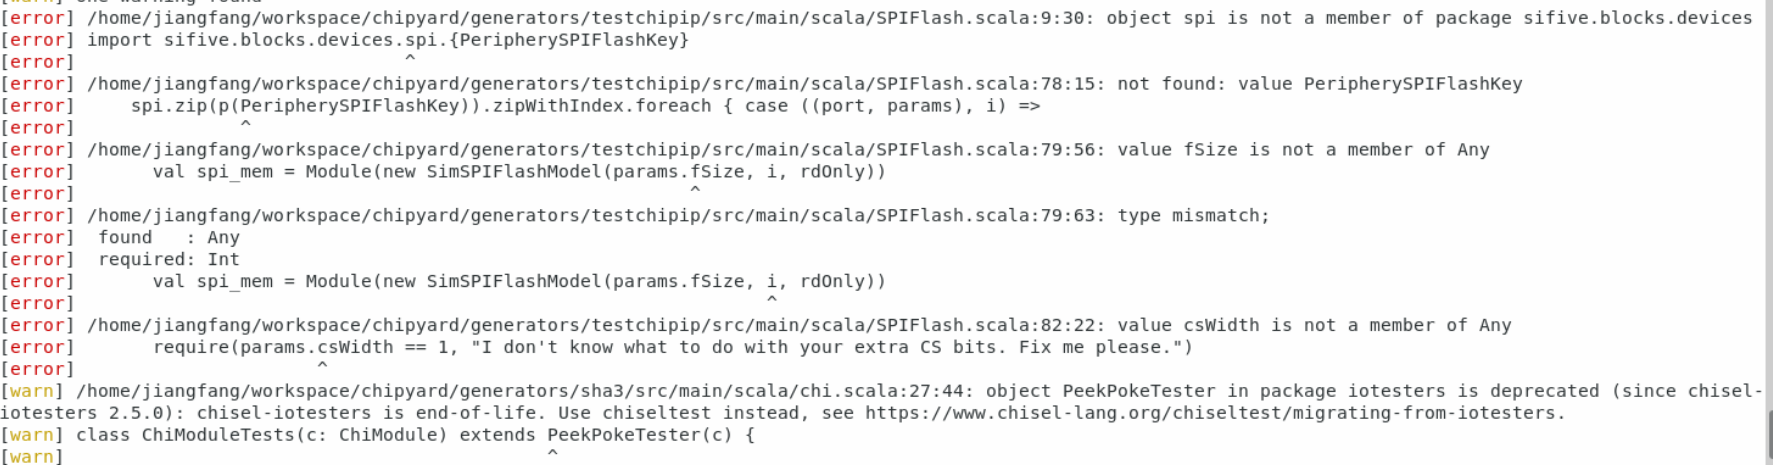 [warn] one warning found
[error] /home/jiangfang/workspace/chipyard/generators/testchipip/src/main/scala/SPIFlash.scala:9:30: object spi is not a member of package sifive.blocks.devices
[error] import sifive.blocks.devices.spi.{PeripherySPIFlashKey}
[error]                              ^
[error] /home/jiangfang/workspace/chipyard/generators/testchipip/src/main/scala/SPIFlash.scala:78:15: not found: value PeripherySPIFlashKey
[error]     spi.zip(p(PeripherySPIFlashKey)).zipWithIndex.foreach { case ((port, params), i) =>
[error]               ^
[error] /home/jiangfang/workspace/chipyard/generators/testchipip/src/main/scala/SPIFlash.scala:79:56: value fSize is not a member of Any
[error]       val spi_mem = Module(new SimSPIFlashModel(params.fSize, i, rdOnly))
[error]                                                        ^
[error] /home/jiangfang/workspace/chipyard/generators/testchipip/src/main/scala/SPIFlash.scala:79:63: type mismatch;
[error]  found   : Any
[error]  required: Int
[error]       val spi_mem = Module(new SimSPIFlashModel(params.fSize, i, rdOnly))
[error]                                                               ^
[error] /home/jiangfang/workspace/chipyard/generators/testchipip/src/main/scala/SPIFlash.scala:82:22: value csWidth is not a member of Any
[error]       require(params.csWidth == 1, "I don't know what to do with your extra CS bits. Fix me please.")
[error]                      ^
[warn] /home/jiangfang/workspace/chipyard/generators/sha3/src/main/scala/chi.scala:27:44: object PeekPokeTester in package iotesters is deprecated (since chisel-
iotesters 2.5.0): chisel-iotesters is end-of-life. Use chiseltest instead, see https://www.chisel-lang.org/chiseltest/migrating-from-iotesters.
[warn] class ChiModuleTests(c: ChiModule) extends PeekPokeTester(c) {
[warn]                                            ^